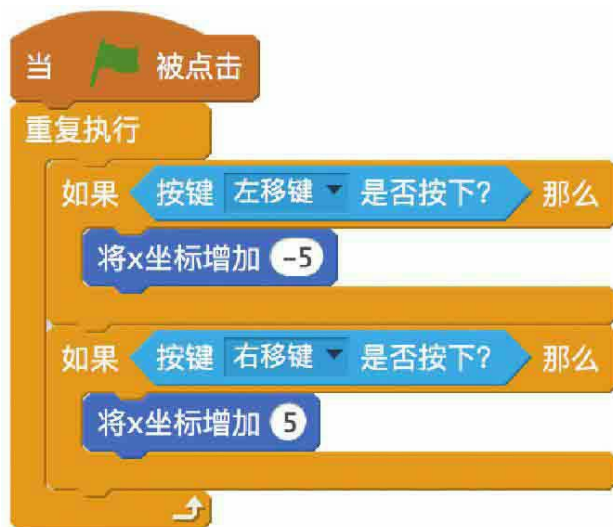 当 被点击
重复执行
如果 按键 左移键 是否按下? 那么
将x坐标增加 -5
如果 按键 右移键 是否按下? 那么
将x坐标增加 5